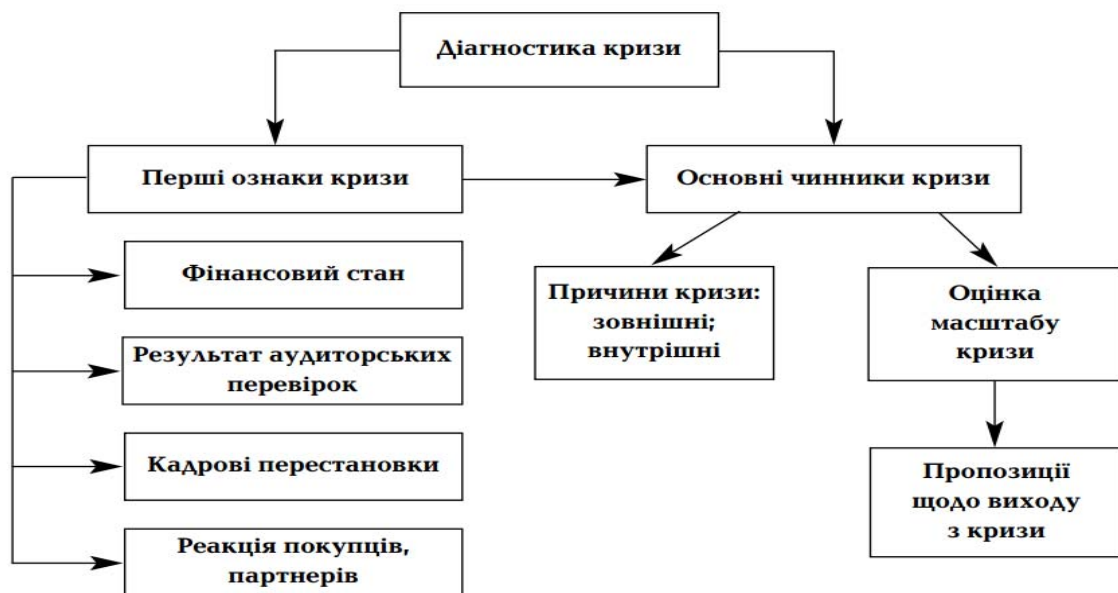 Діагностика кризи
Перші ознаки кризи
Основні чинники кризи
Фінансовий стан
Результат аудиторських
перевірок
Кадрові перестановки
Реакція покупців,
партнерів
Причини кризи:
зовнішні;
внутрішні
Оцінка
масштабу
кризи
Пропозиції
щодо виходу
з кризи